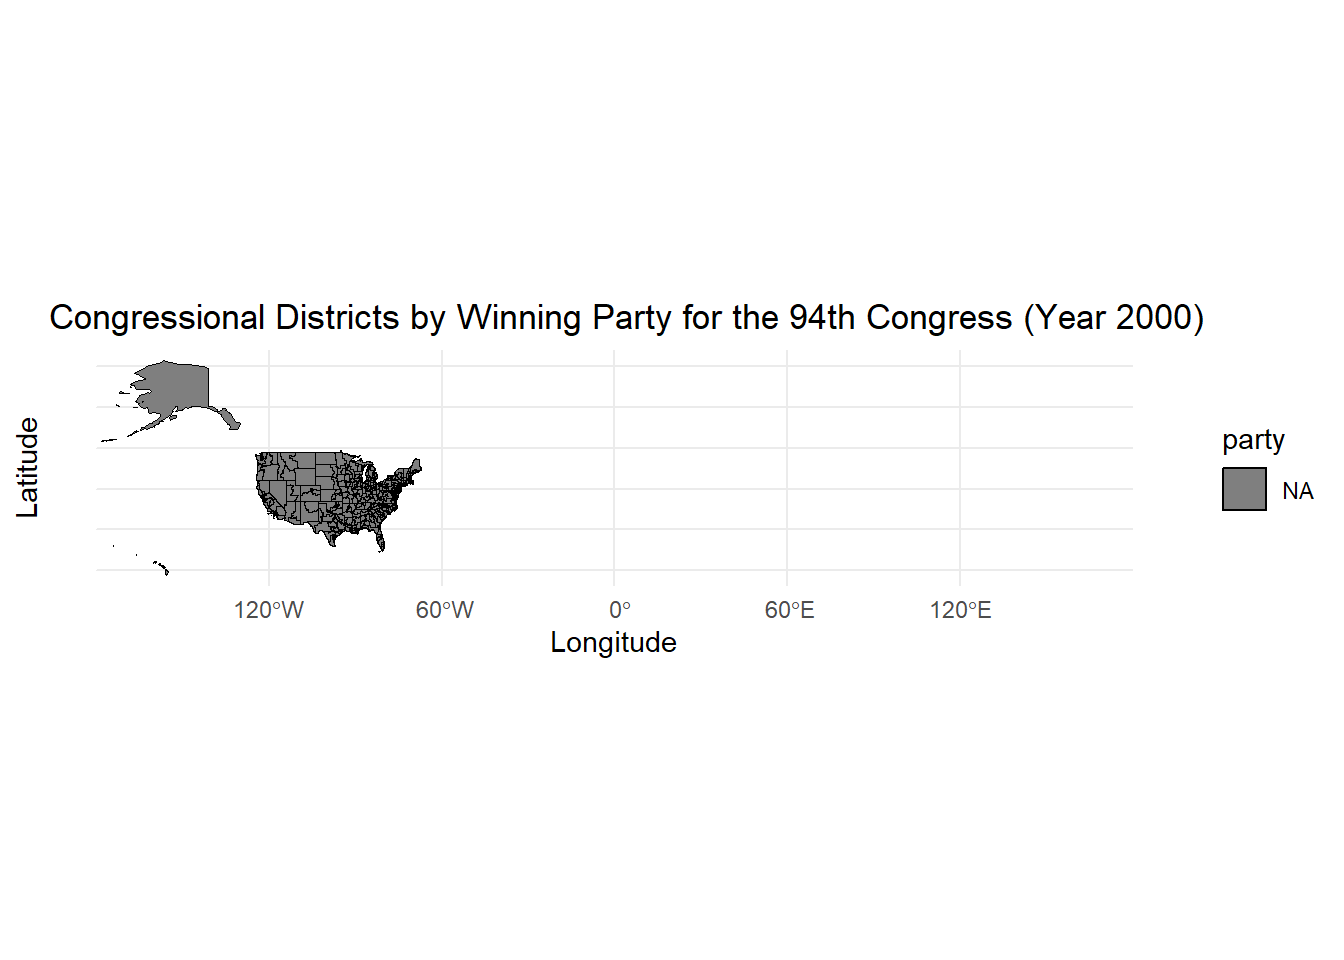 Congressional Districts by Winning Party for the 94th Congress (Year 2000)
Latitude
120°W 60°W 0° 60°E 120°E
Longitude
party
NA